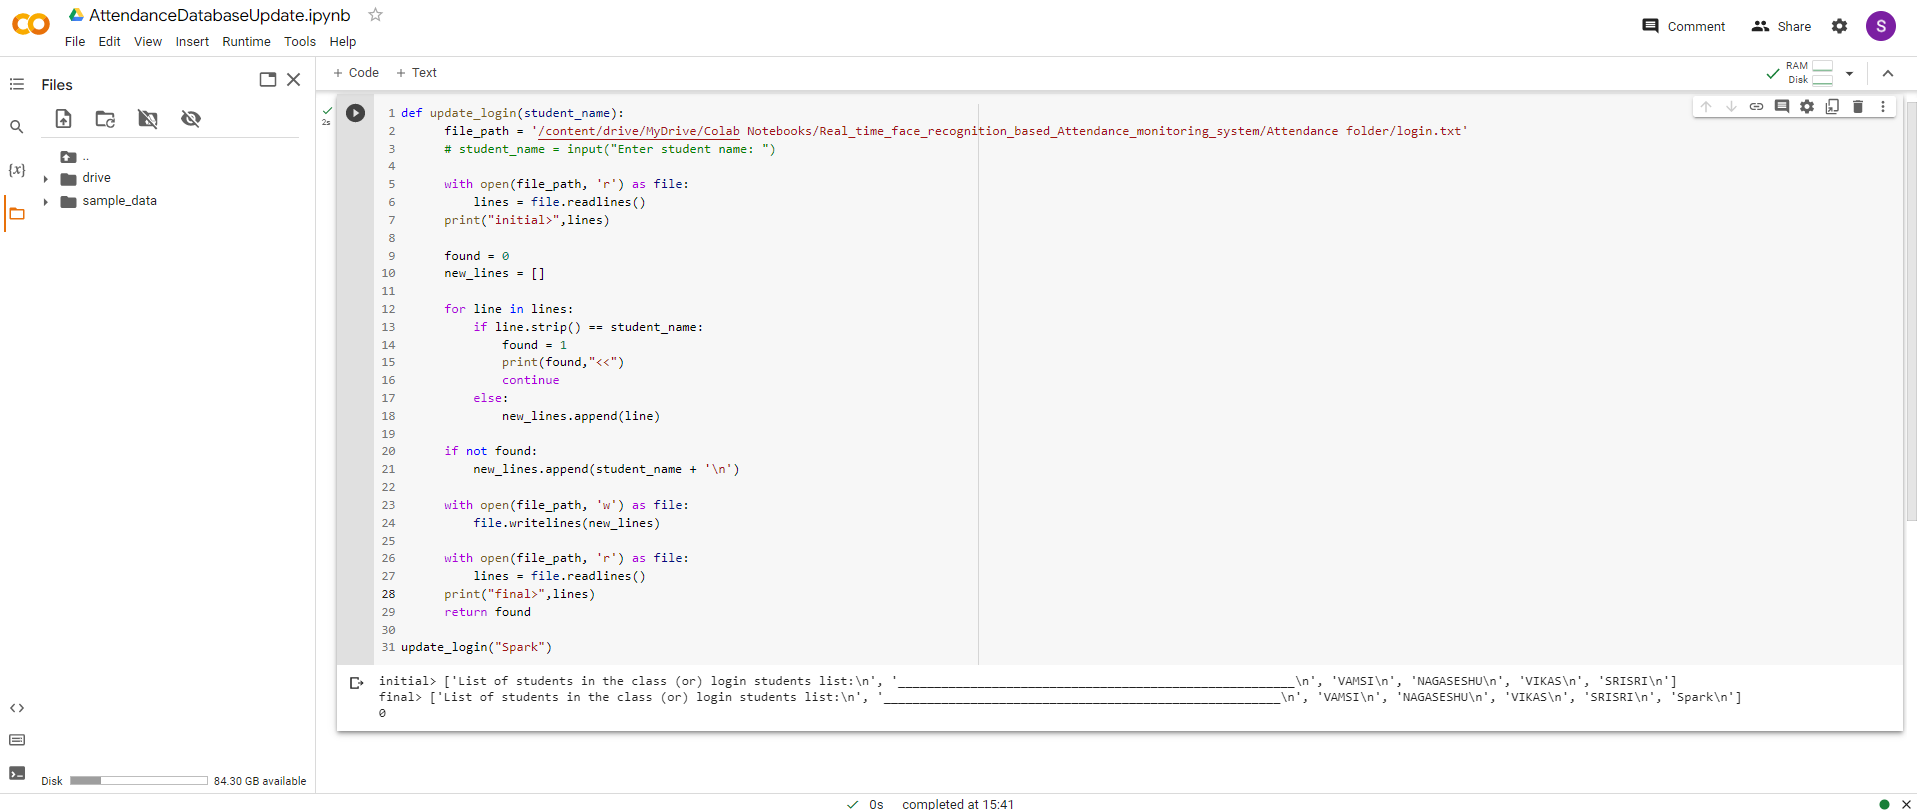 AttendanceDatabaseUpdate.ipynb
File Edit View Insert Runtime Tools Help
Comment
Share
S
Files
+ Code + Text
RAM
Disk
..
drive
sample_data
{x}
2s
1 def update_login(student_name):
2 file_path = '/content/drive/MyDrive/Colab Notebooks/Real_time_face_recognition_based_Attendance_monitoring_system/Attendance folder/login.txt'
3 # student_name = input("Enter student name: ")
4
5 with open(file_path, 'r') as file:
6 lines = file.readlines()
7 print("initial>",lines)
8
9 found = 0
10 new_lines = []
11
12 for line in lines:
13 if line.strip() == student_name:
14 found = 1
15 print(found,"<<")
16 continue
17 else:
18 new_lines.append(line)
19
20 if not found:
21 new_lines.append(student_name + '\n')
22
23 with open(file_path, 'w') as file:
24 file.writelines(new_lines)
25
26 with open(file_path, 'r') as file:
27 lines = file.readlines()
28 print("final>",lines)
29 return found
30
31 update_login("Spark")
initial> ['List of students in the class (or) login students list:\n', '_______________________________________________________\n', 'VAMSI\n', 'NAGASESHU\n', 'VIKAS\n', 'SRISRI\n']
final> ['List of students in the class (or) login students list:\n', '_______________________________________________________\n', 'VAMSI\n', 'NAGASESHU\n', 'VIKAS\n', 'SRISRI\n', 'Spark\n']
0
Disk 84.30 GB available
0s completed at 15:41